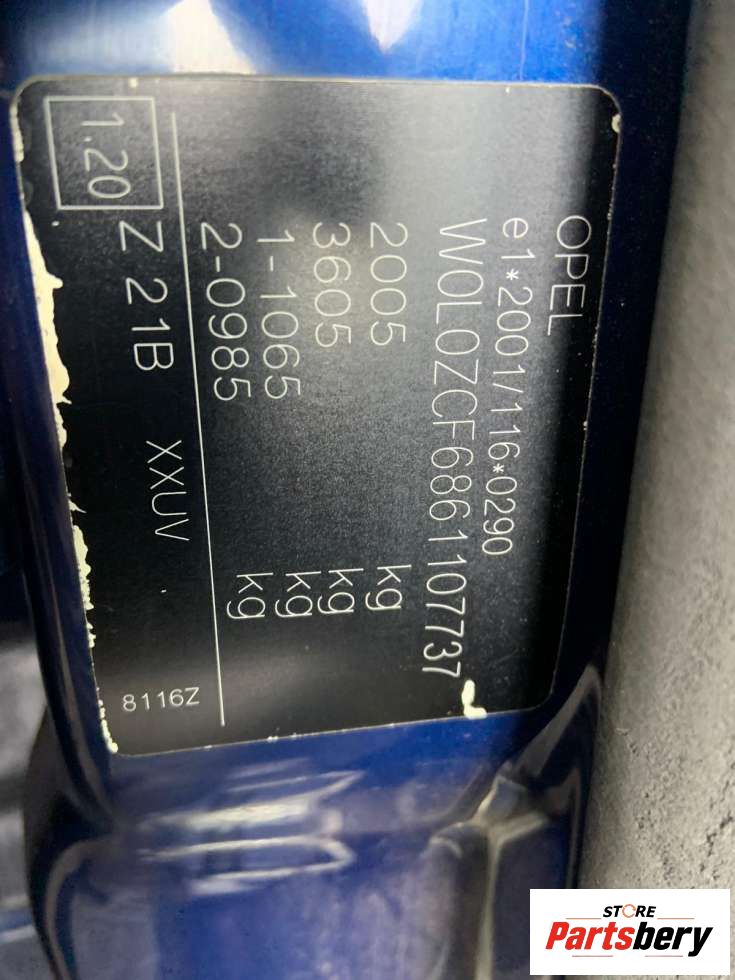 OPEL
e1*2001/116*0290
W0L0ZCF6861107737
2005 kg
3605 kg
1-1065 kg
2-0985 kg
1.20 Z 21B XXUV
8116Z
STORE
Partsbery